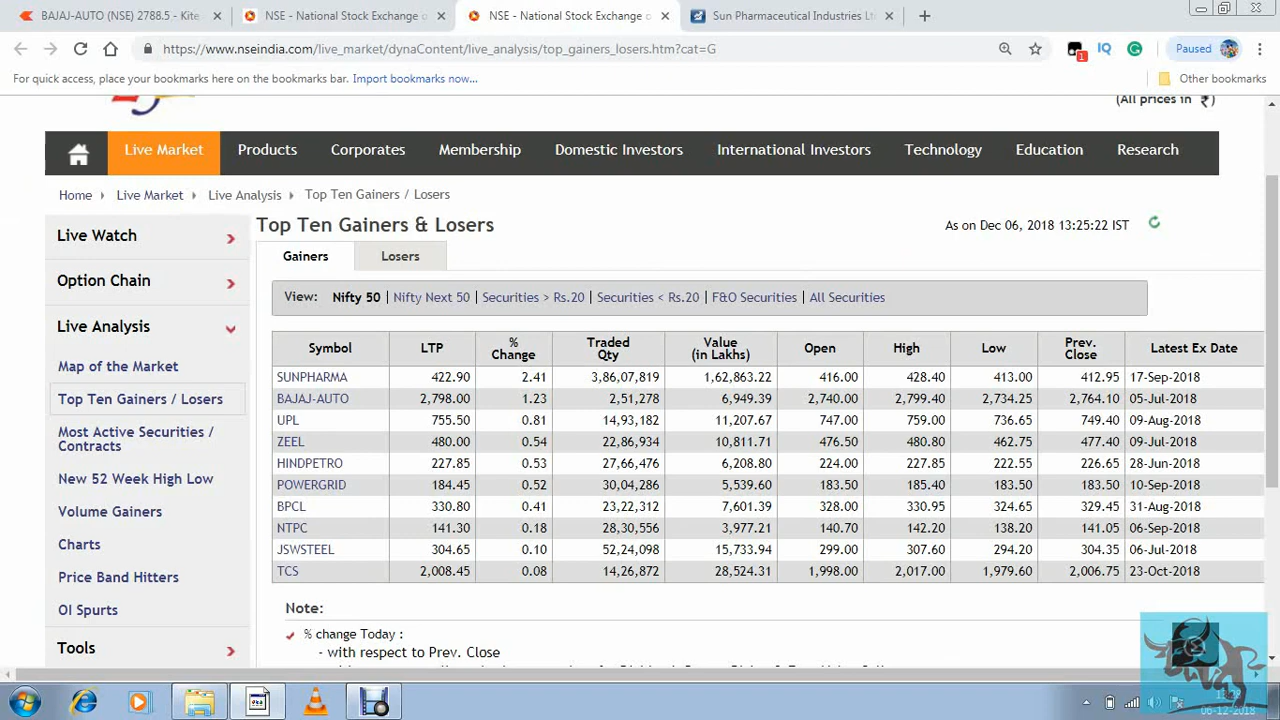 BAJAJ-AUTO (NSE) 2788.5 - Kite
NSE - National Stock Exchange
NSE - National Stock Exchange
Sun Pharmaceutical Industries Lt
https://www.nseindia.com/live_market/dynaContent/live_analysis/top_gainers_losers.htm?cat=G
1
IQ
Paused
For quick access, place your bookmarks here on the bookmarks bar. Import bookmarks now...
Other bookmarks
(All prices in ₹)
Live Market Products Corporates Membership Domestic Investors International Investors Technology Education Research
Home Live Market Live Analysis Top Ten Gainers / Losers
Live Watch
Option Chain
Live Analysis
Map of the Market
Top Ten Gainers / Losers
Most Active Securities /
Contracts
New 52 Week High Low
Volume Gainers
Charts
Price Band Hitters
OI Spurts
Tools
Top Ten Gainers & Losers
As on Dec 06, 2018 13:25:22 IST
Gainers Losers
View: Nifty 50 | Nifty Next 50 | Securities > Rs.20 | Securities < Rs.20 | F&O Securities | All Securities
Symbol LTP % Change Traded Qty Value (in Lakhs) Open High Low Prev. Close Latest Ex Date
SUNPHARMA 422.90 2.41 3,86,07,819 1,62,863.22 416.00 428.40 413.00 412.95 17-Sep-2018
BAJAJ-AUTO 2,798.00 1.23 2,51,278 6,949.39 2,740.00 2,799.40 2,734.25 2,764.10 05-Jul-2018
UPL 755.50 0.81 14,93,182 11,207.67 747.00 759.00 736.65 749.40 09-Aug-2018
ZEEL 480.00 0.54 22,86,934 10,811.71 476.50 480.80 462.75 477.40 09-Jul-2018
HINDPETRO 227.85 0.53 27,66,476 6,208.80 224.00 227.85 222.55 226.65 28-Jun-2018
POWERGRID 184.45 0.52 30,04,286 5,539.60 183.50 185.40 183.50 183.50 10-Sep-2018
BPCL 330.80 0.41 23,22,312 7,601.39 328.00 330.95 324.65 329.45 31-Aug-2018
NTPC 141.30 0.18 28,30,556 3,977.21 140.70 142.20 138.20 141.05 06-Sep-2018
JSWSTEEL 304.65 0.10 52,24,098 15,733.94 299.00 307.60 294.20 304.35 06-Jul-2018
TCS 2,008.45 0.08 14,26,872 28,524.31 1,998.00 2,017.00 1,979.60 2,006.75 23-Oct-2018
Note:
% change Today :
- with respect to Prev. Close
06-12-2018